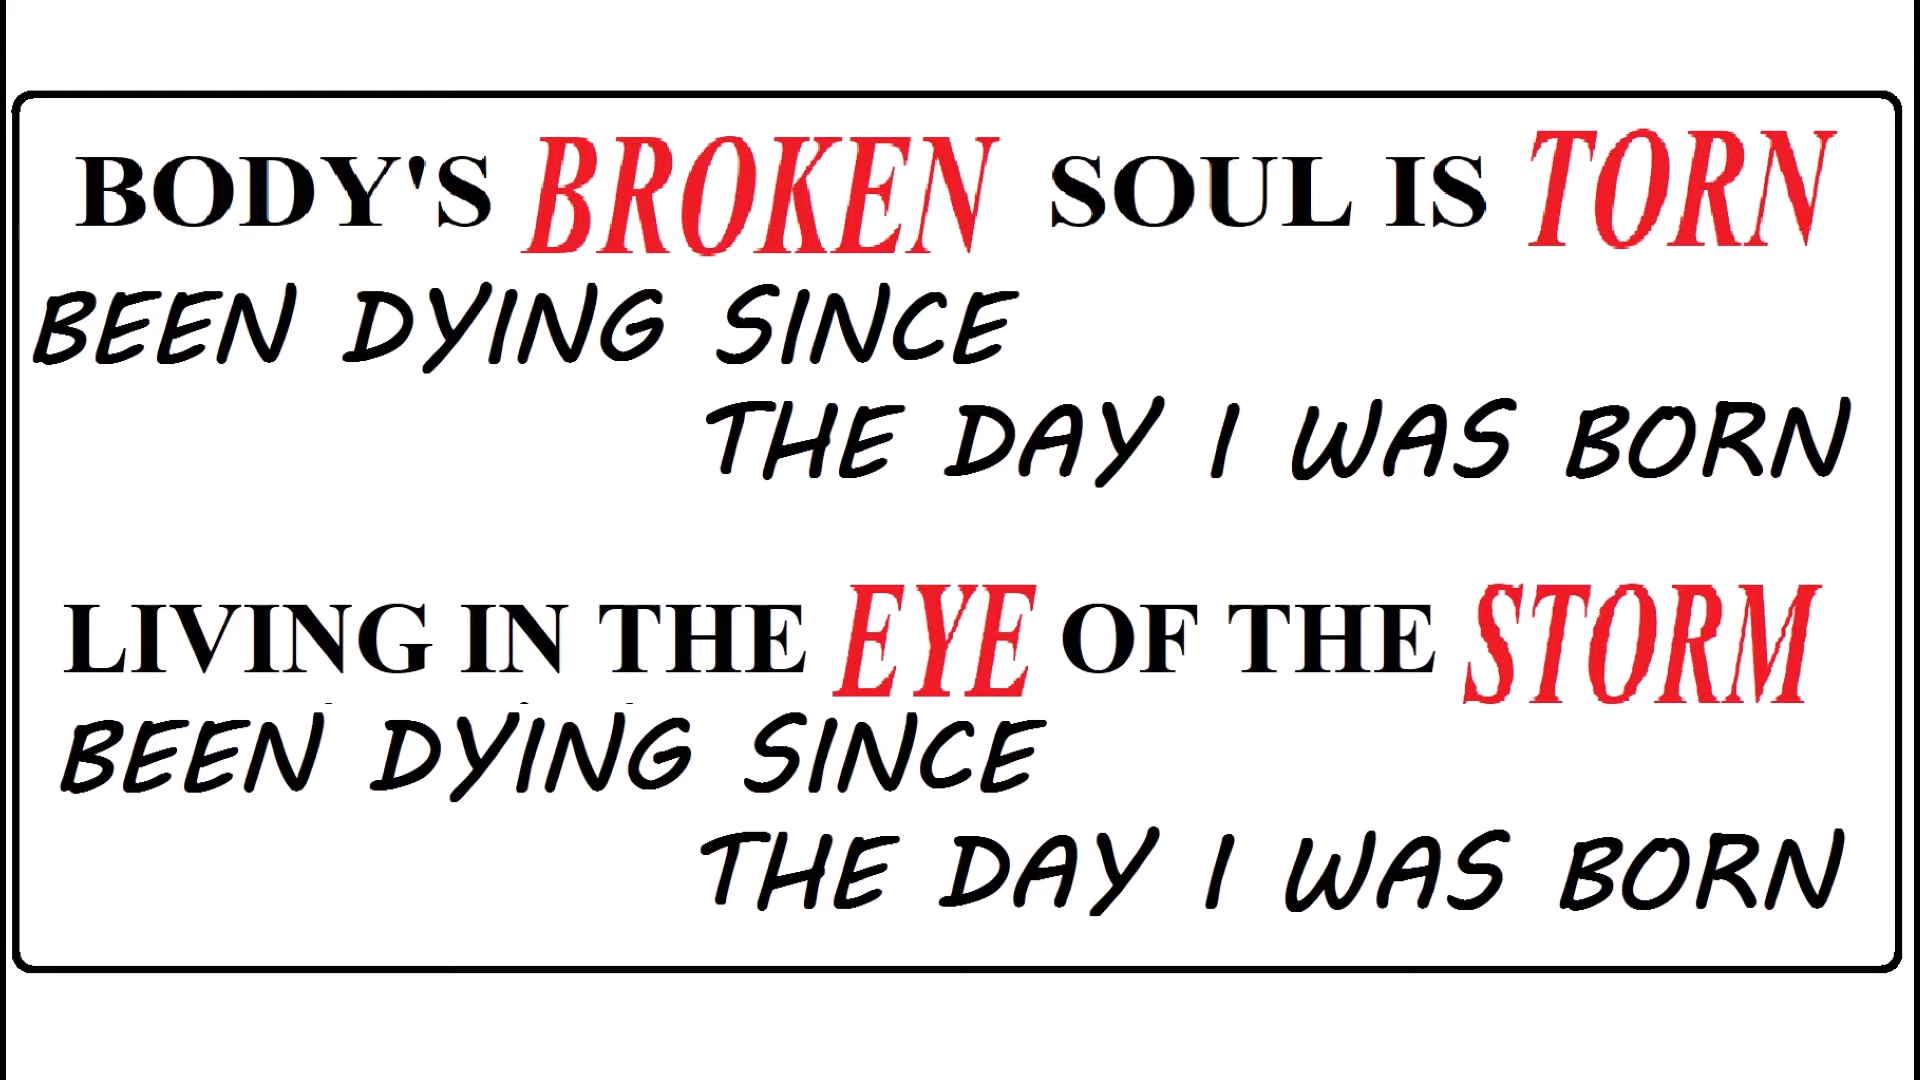 BODY'S BROKEN SOUL IS TORN
BEEN DYING SINCE
THE DAY I WAS BORN
LIVING IN THE EYE OF THE STORM
BEEN DYING SINCE
THE DAY I WAS BORN